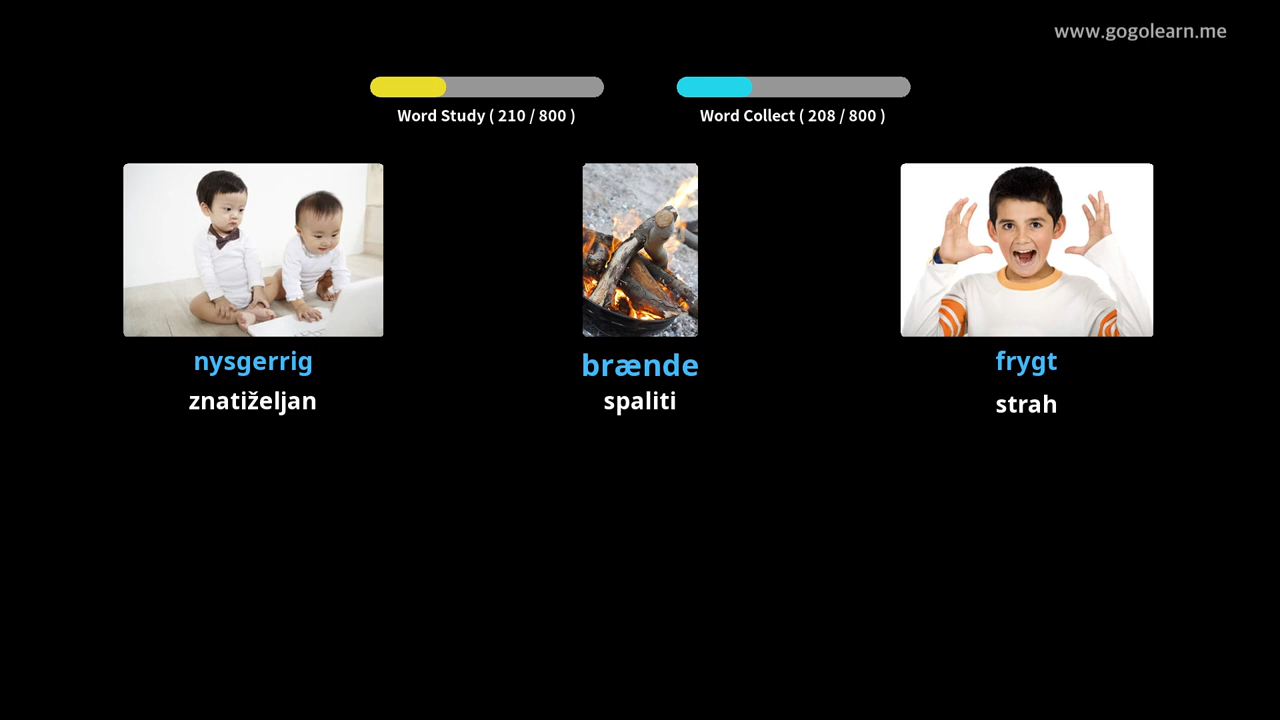 www.gogolearn.me
Word Study ( 210 / 800 )
Word Collect ( 208 / 800 )
nysgerrig
brænde
frygt
znatiželjan
spaliti
strah